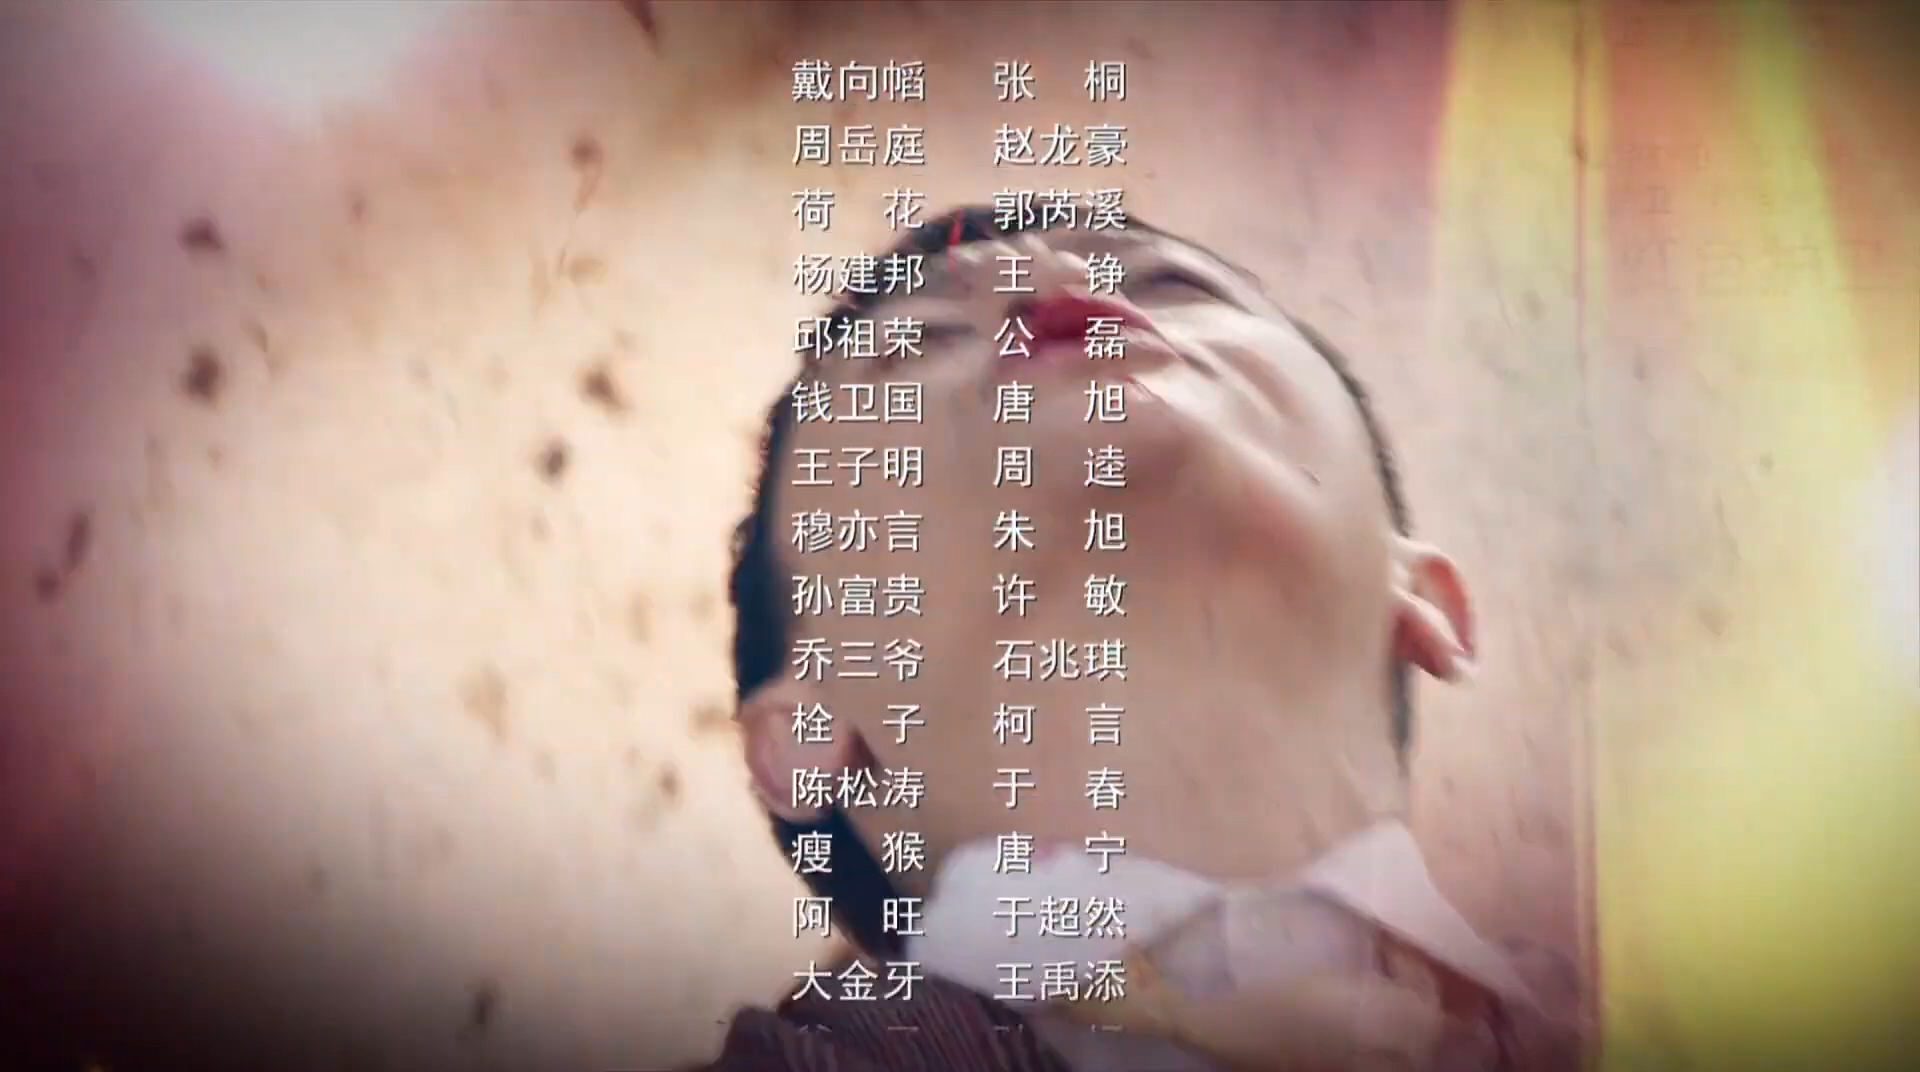 戴向幍 张桐
周岳庭 赵龙豪
荷花 郭芮溪
杨建邦 王铮
邱祖荣 公磊
钱卫国 唐旭
王子明 周逵
穆亦言 朱旭
孙富贵 许敏
乔三爷 石兆琪
栓子 柯言
陈松涛 于春
瘦猴 唐宁
阿旺 于超然
大金牙 王禹添